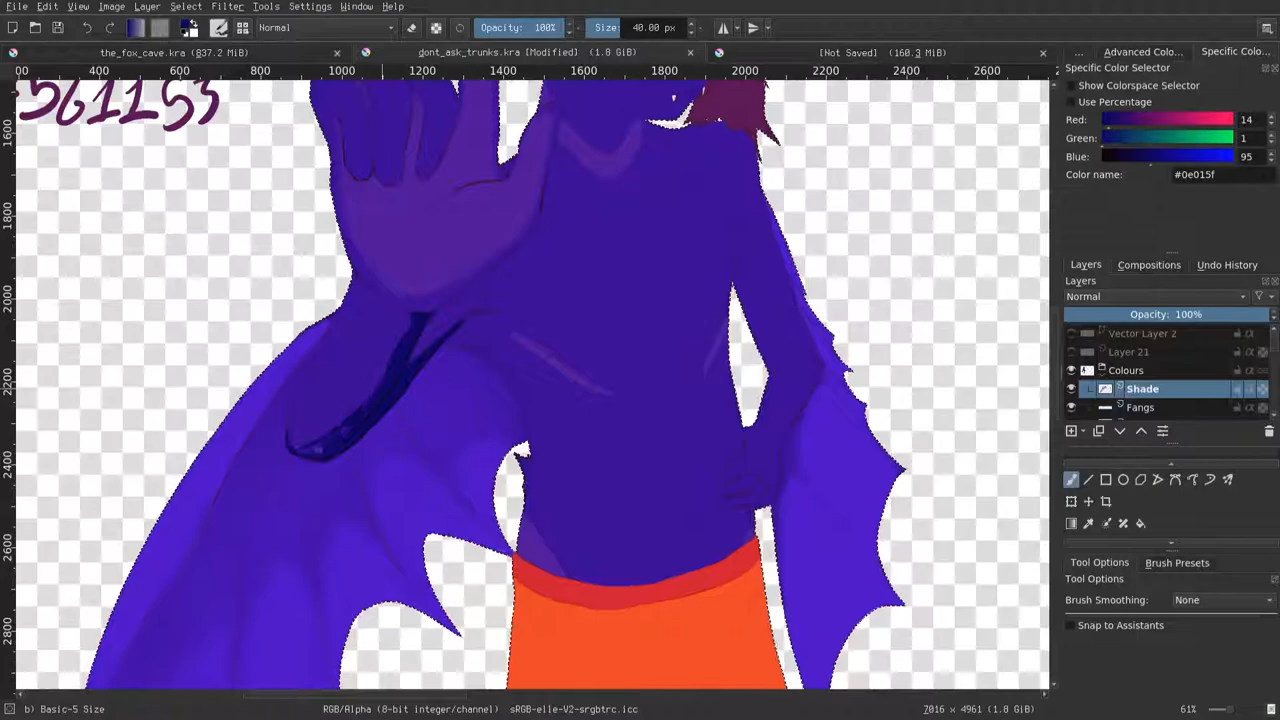 File Edit View Image Layer Select Filter Tools Settings Window Help
Normal Opacity: 100% Size: 40.00 px
the_fox_cave.kra (837.2 MiB) dont_ask_trunks.kra [Modified] (1.8 GiB) [Not Saved] (168.3 MiB) ... Advanced Colo... Specific Colo...
00 400 600 800 1000 1200 1400 1600 1800 2000 2200 2400 2600
Specific Color Selector
Show Colorspace Selector
Use Percentage
Red: 14
Green: 1
Blue: 95
Color name: #0e015f
561155
1600
1800
2000
2200
2400
2600
2800
Layers Compositions Undo History
Layers
Normal
Opacity: 100%
Vector Layer 2
Layer 21
Colours
Shade
Fangs
Tool Options Brush Presets
Tool Options
Brush Smoothing: None
Snap to Assistants
b) Basic-5 Size RGB/Alpha (8-bit integer/channel) sRGB-elle-V2-srgbtrc.icc 7016 x 4961 (1.8 GiB) 61%